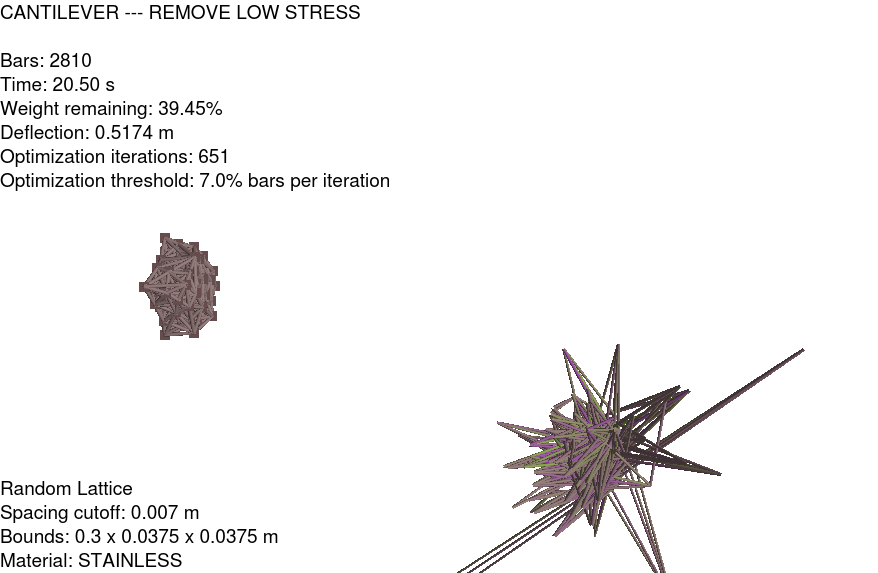 CANTILEVER --- REMOVE LOW STRESS
Bars: 2810
Time: 20.50 s
Weight remaining: 39.45%
Deflection: 0.5174 m
Optimization iterations: 651
Optimization threshold: 7.0% bars per iteration
Random Lattice
Spacing cutoff: 0.007 m
Bounds: 0.3 x 0.0375 x 0.0375 m
Material: STAINLESS